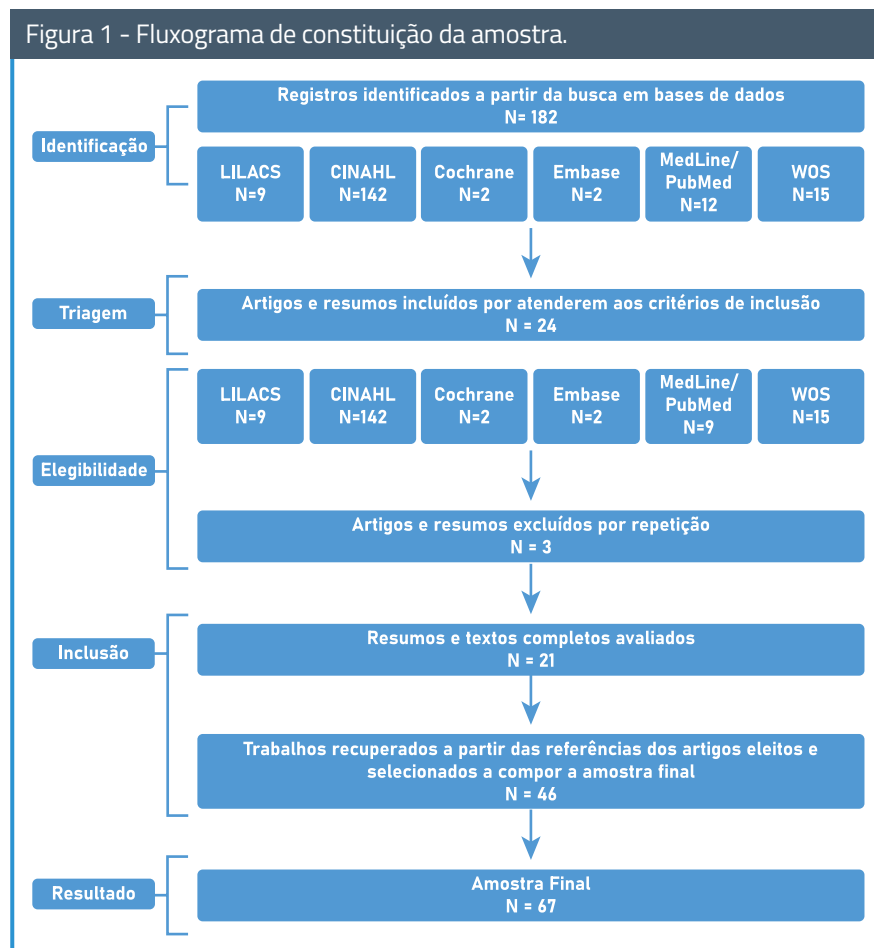 Figura 1 - Fluxograma de constituição da amostra.
Identificação
Registros identificados a partir da busca em bases de dados
N= 182
LILACS
N=9
CINAHL
N=142
Cochrane
N=2
Embase
N=2
MedLine/
PubMed
N=12
WOS
N=15
Triagem
Artigos e resumos incluídos por atenderem aos critérios de inclusão
N = 24
Elegibilidade
LILACS
N=9
CINAHL
N=142
Cochrane
N=2
Embase
N=2
MedLine/
PubMed
N=9
WOS
N=15
Artigos e resumos excluídos por repetição
N = 3
Inclusão
Resumos e textos completos avaliados
N = 21
Trabalhos recuperados a partir das referências dos artigos eleitos e
selecionados a compor a amostra final
N = 46
Resultado
Amostra Final
N = 67